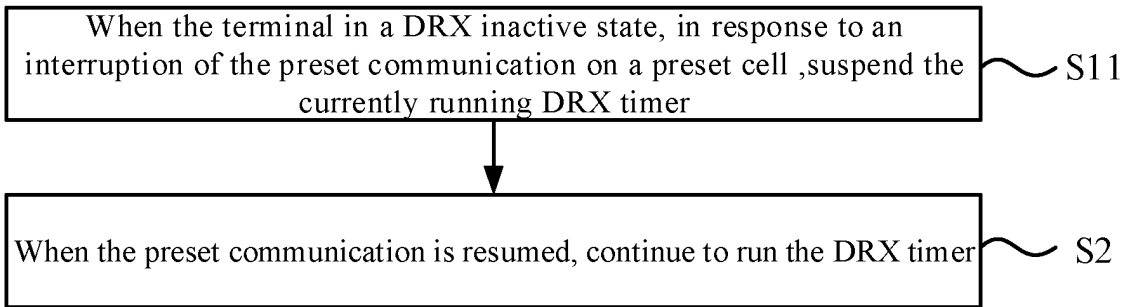 When the terminal in a DRX inactive state, in response to an
interruption of the preset communication on a preset cell ,suspend the
currently running DRX timer
S11
When the preset communication is resumed, continue to run the DRX timer
S2